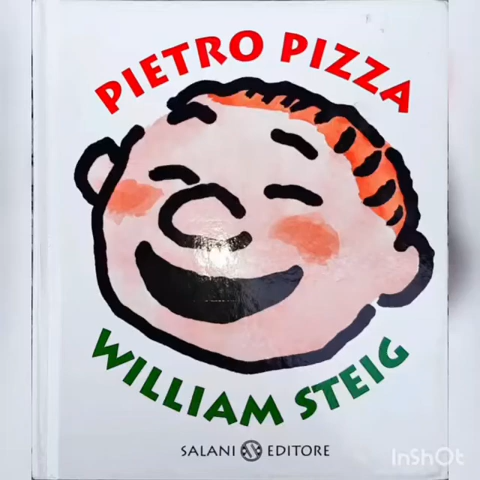 PIETRO PIZZA
WILLIAM STEIG
SALANI EDITORE
InShOt